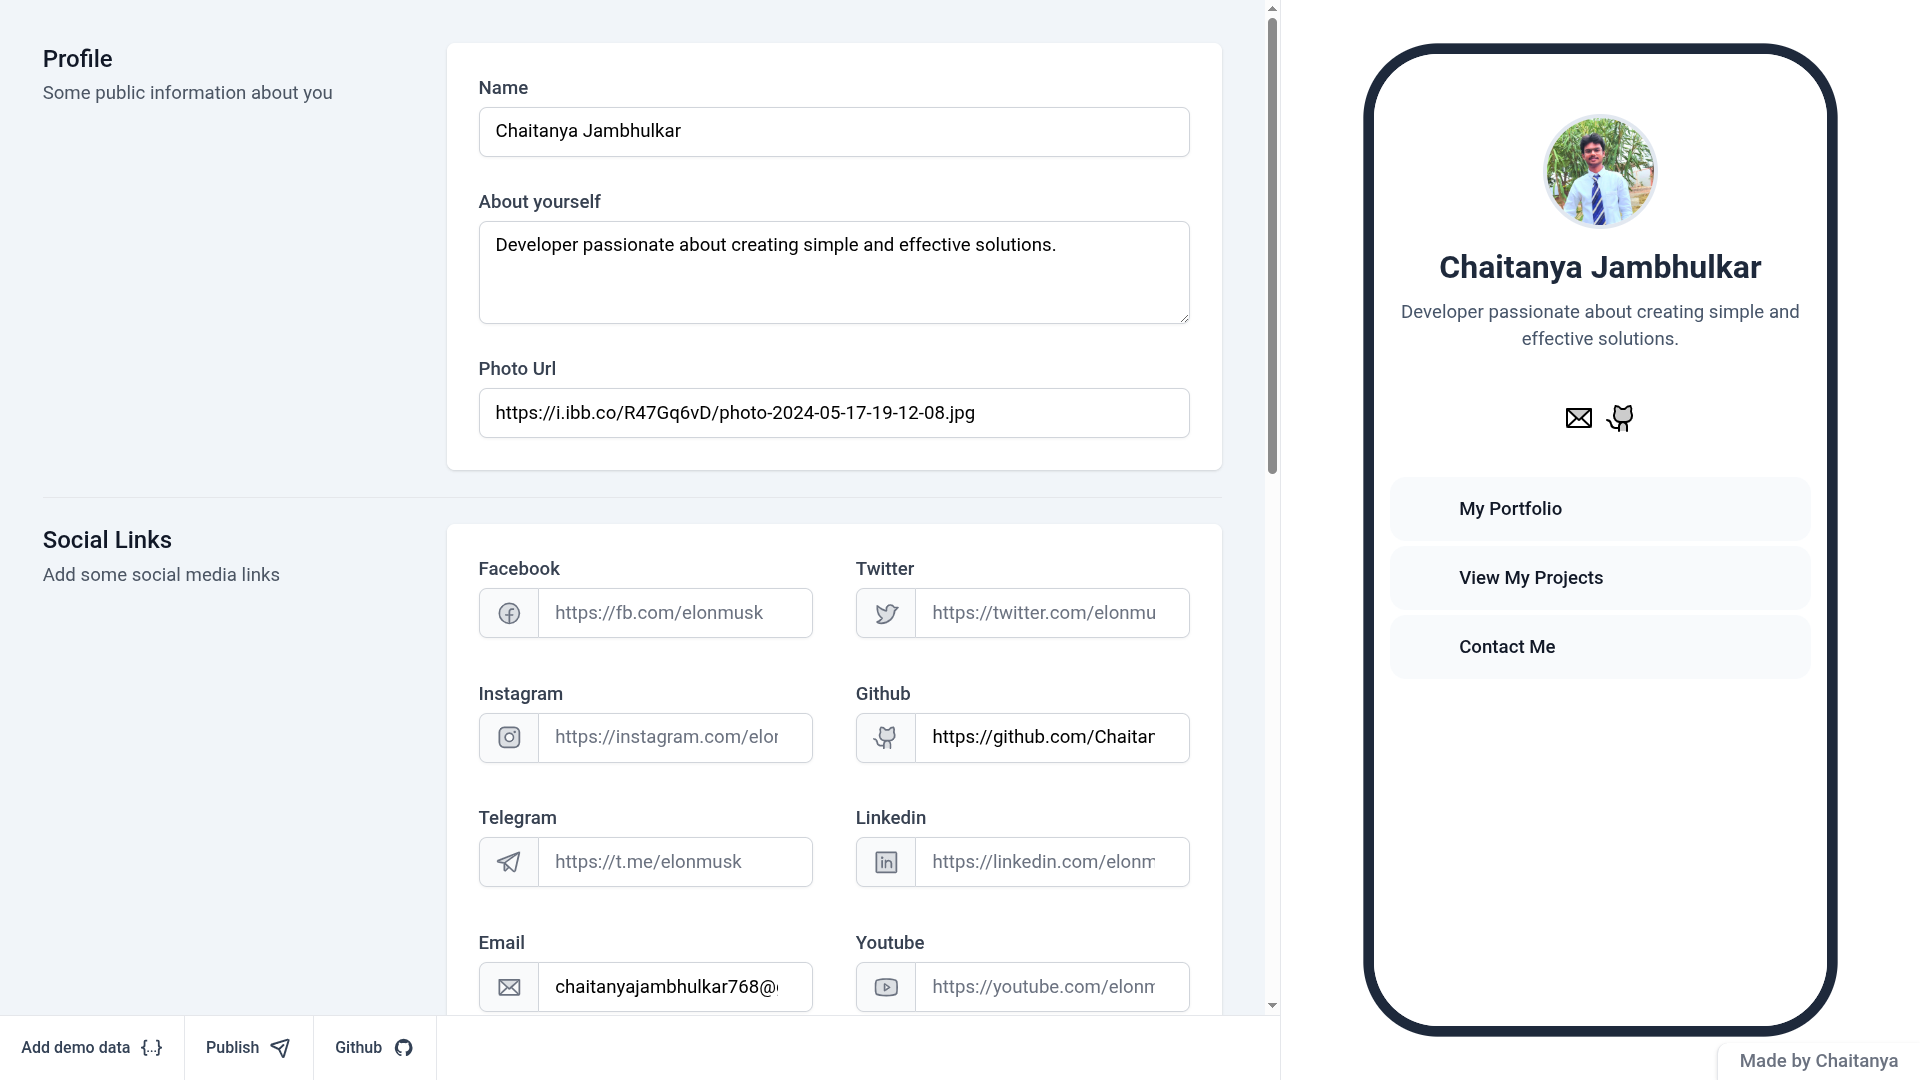 Profile
Some public information about you
Name
Chaitanya Jambhulkar
About yourself
Developer passionate about creating simple and effective solutions.
Photo Url
https://i.ibb.co/R47Gq6vD/photo-2024-05-17-19-12-08.jpg
Social Links
Add some social media links
Facebook
https://fb.com/elonmusk
Twitter
https://twitter.com/elonmu
Instagram
https://instagram.com/elon
Github
https://github.com/Chaitan
Telegram
https://t.me/elonmusk
Linkedin
https://linkedin.com/elonm
Email
chaitanyajambhulkar768@
Youtube
https://youtube.com/elonm
Add demo data {..}
Publish
Github
Chaitanya Jambhulkar
Developer passionate about creating simple and
effective solutions.
My Portfolio
View My Projects
Contact Me
Made by Chaitanya